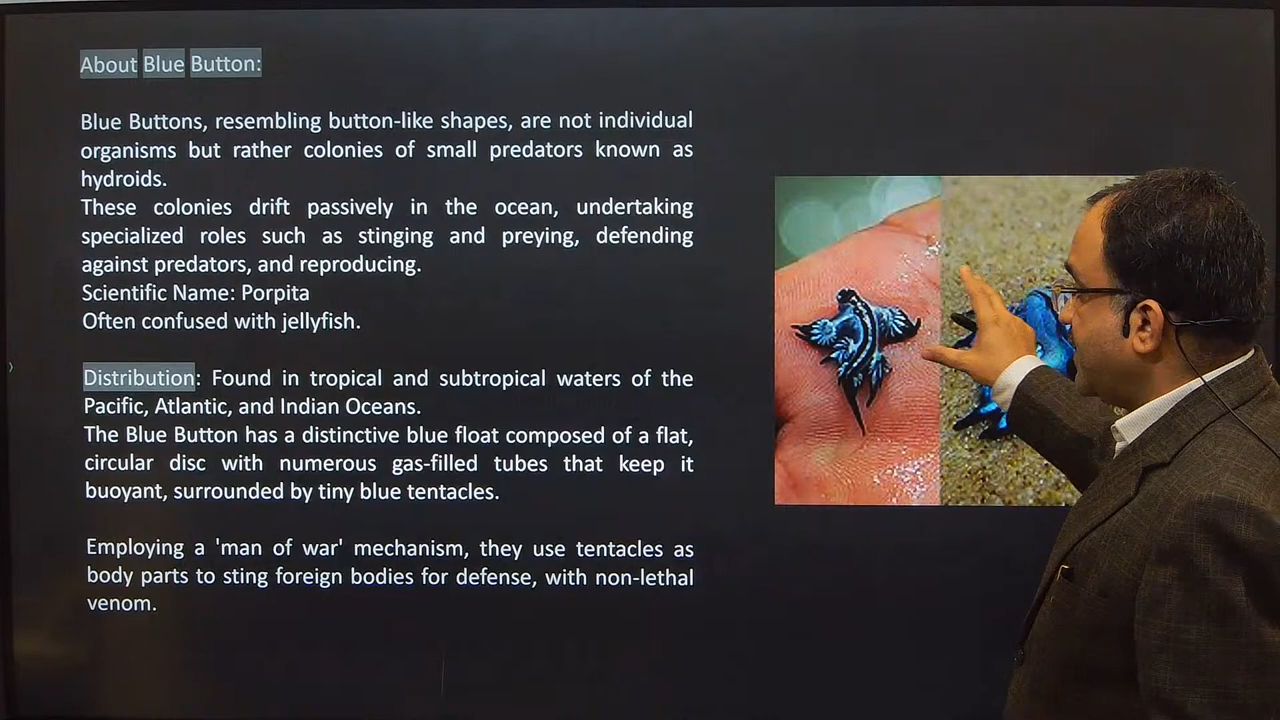 About Blue Button:
Blue Buttons, resembling button-like shapes, are not individual
organisms but rather colonies of small predators known as
hydroids.
These colonies drift passively in the ocean, undertaking
specialized roles such as stinging and preying, defending
against predators, and reproducing.
Scientific Name: Porpita
Often confused with jellyfish.
Distribution: Found in tropical and subtropical waters of the
Pacific, Atlantic, and Indian Oceans.
The Blue Button has a distinctive blue float composed of a flat,
circular disc with numerous gas-filled tubes that keep it
buoyant, surrounded by tiny blue tentacles.
Employing a 'man of war' mechanism, they use tentacles as
body parts to sting foreign bodies for defense, with non-lethal
venom.